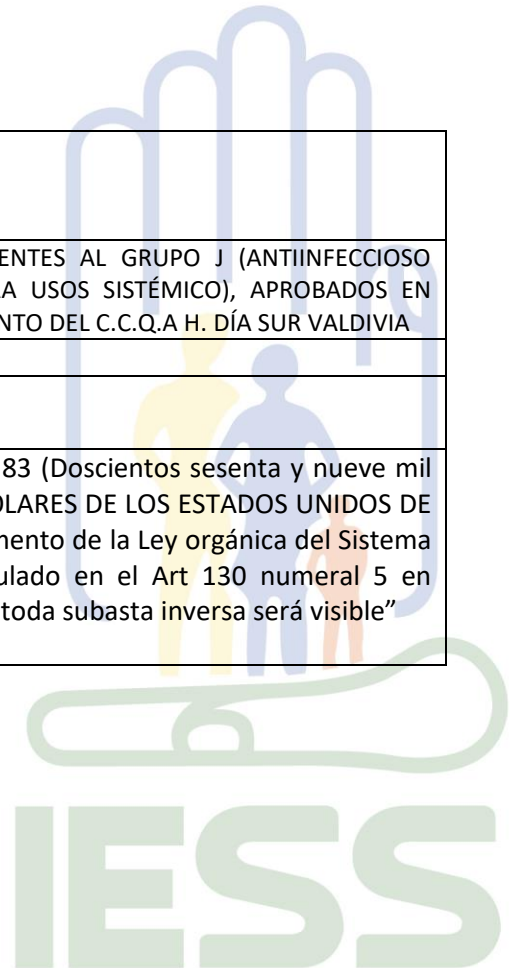 ENTES AL GRUPO J (ANTIINFECCIOSO
A USOS SISTÉMICO), APROBADOS EN
NTO DEL C.C.Q.A H. DÍA SUR VALDIVIA
83 (Doscientos sesenta y nueve mil
LARES DE LOS ESTADOS UNIDOS DE
mento de la Ley orgánica del Sistema
ulado en el Art 130 numeral 5 en
toda subasta inversa será visible”
IESS